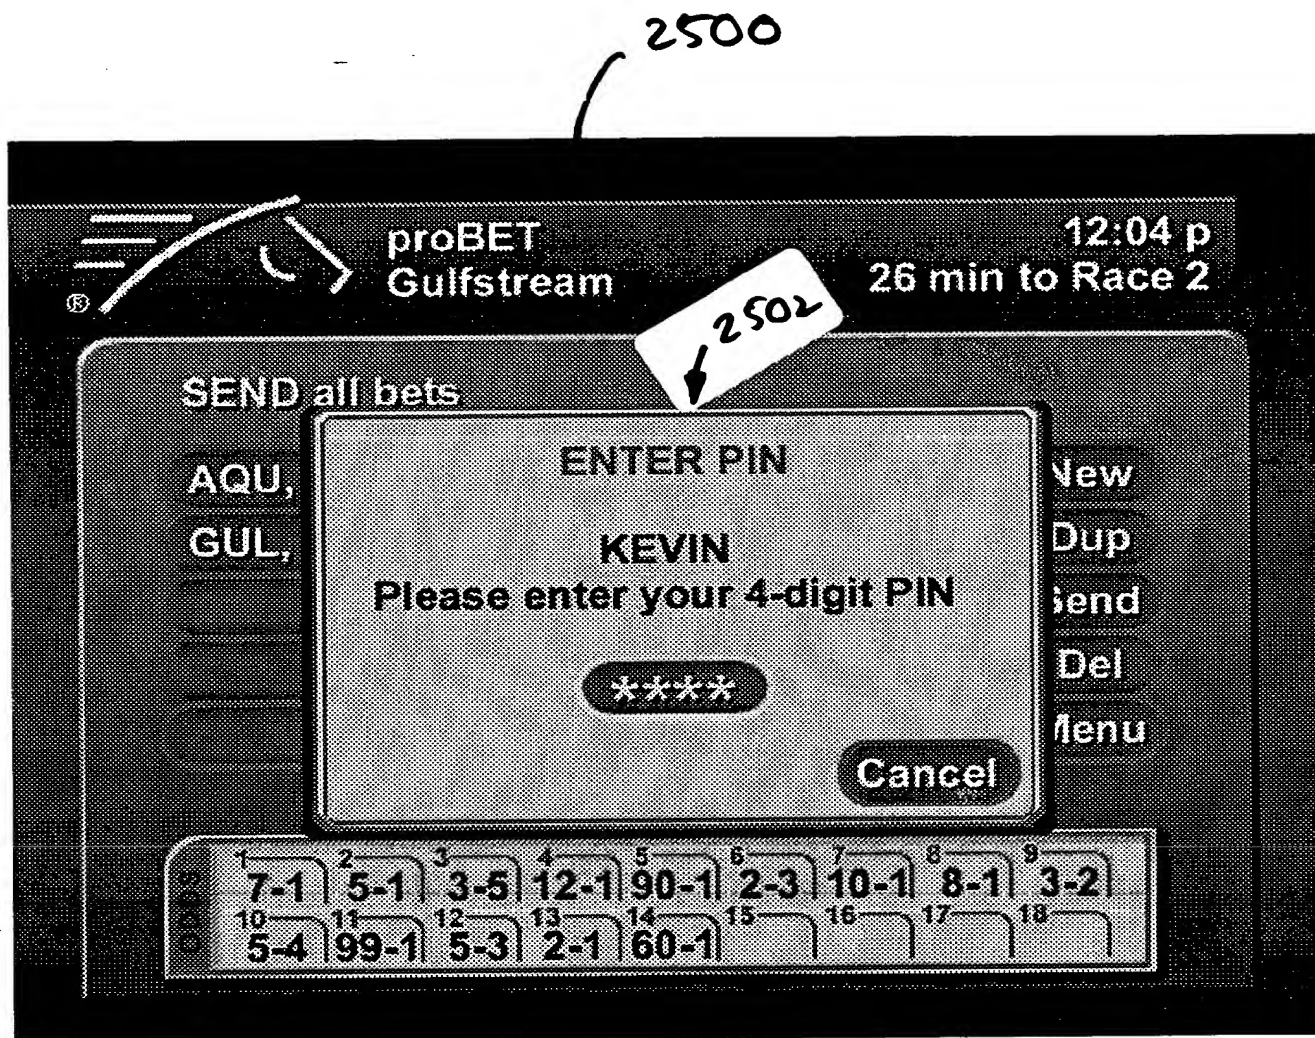 2500
proBET
Gulfstream
12:04 p
26 min to Race 2
®
2502
SEND all bets
ENTER PIN
AQU,
New
KEVIN
GUL,
Dup
Please enter your 4-digit PIN
Send
Del
****
Menu
Cancel
ODDS
1 2 3 4 5 6 7 8 9
7-1 5-1 3-5 12-1 90-1 2-3 10-1 8-1 3-2
10 11 12 13 14 15 16 17 18
5-4 99-1 5-3 2-1 60-1